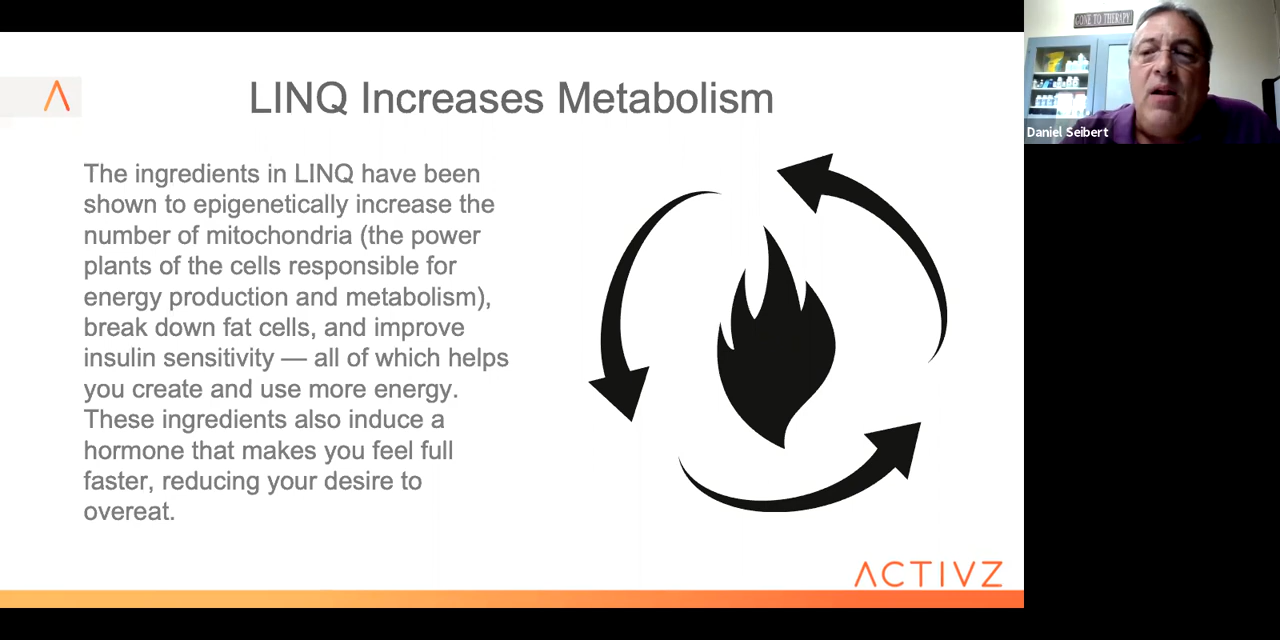 LINQ Increases Metabolism
The ingredients in LINQ have been
shown to epigenetically increase the
number of mitochondria (the power
plants of the cells responsible for
energy production and metabolism),
break down fat cells, and improve
insulin sensitivity — all of which helps
you create and use more energy.
These ingredients also induce a
hormone that makes you feel full
faster, reducing your desire to
overeat.
ACTIVZ
GONE TO THERAPY
Daniel Seibert